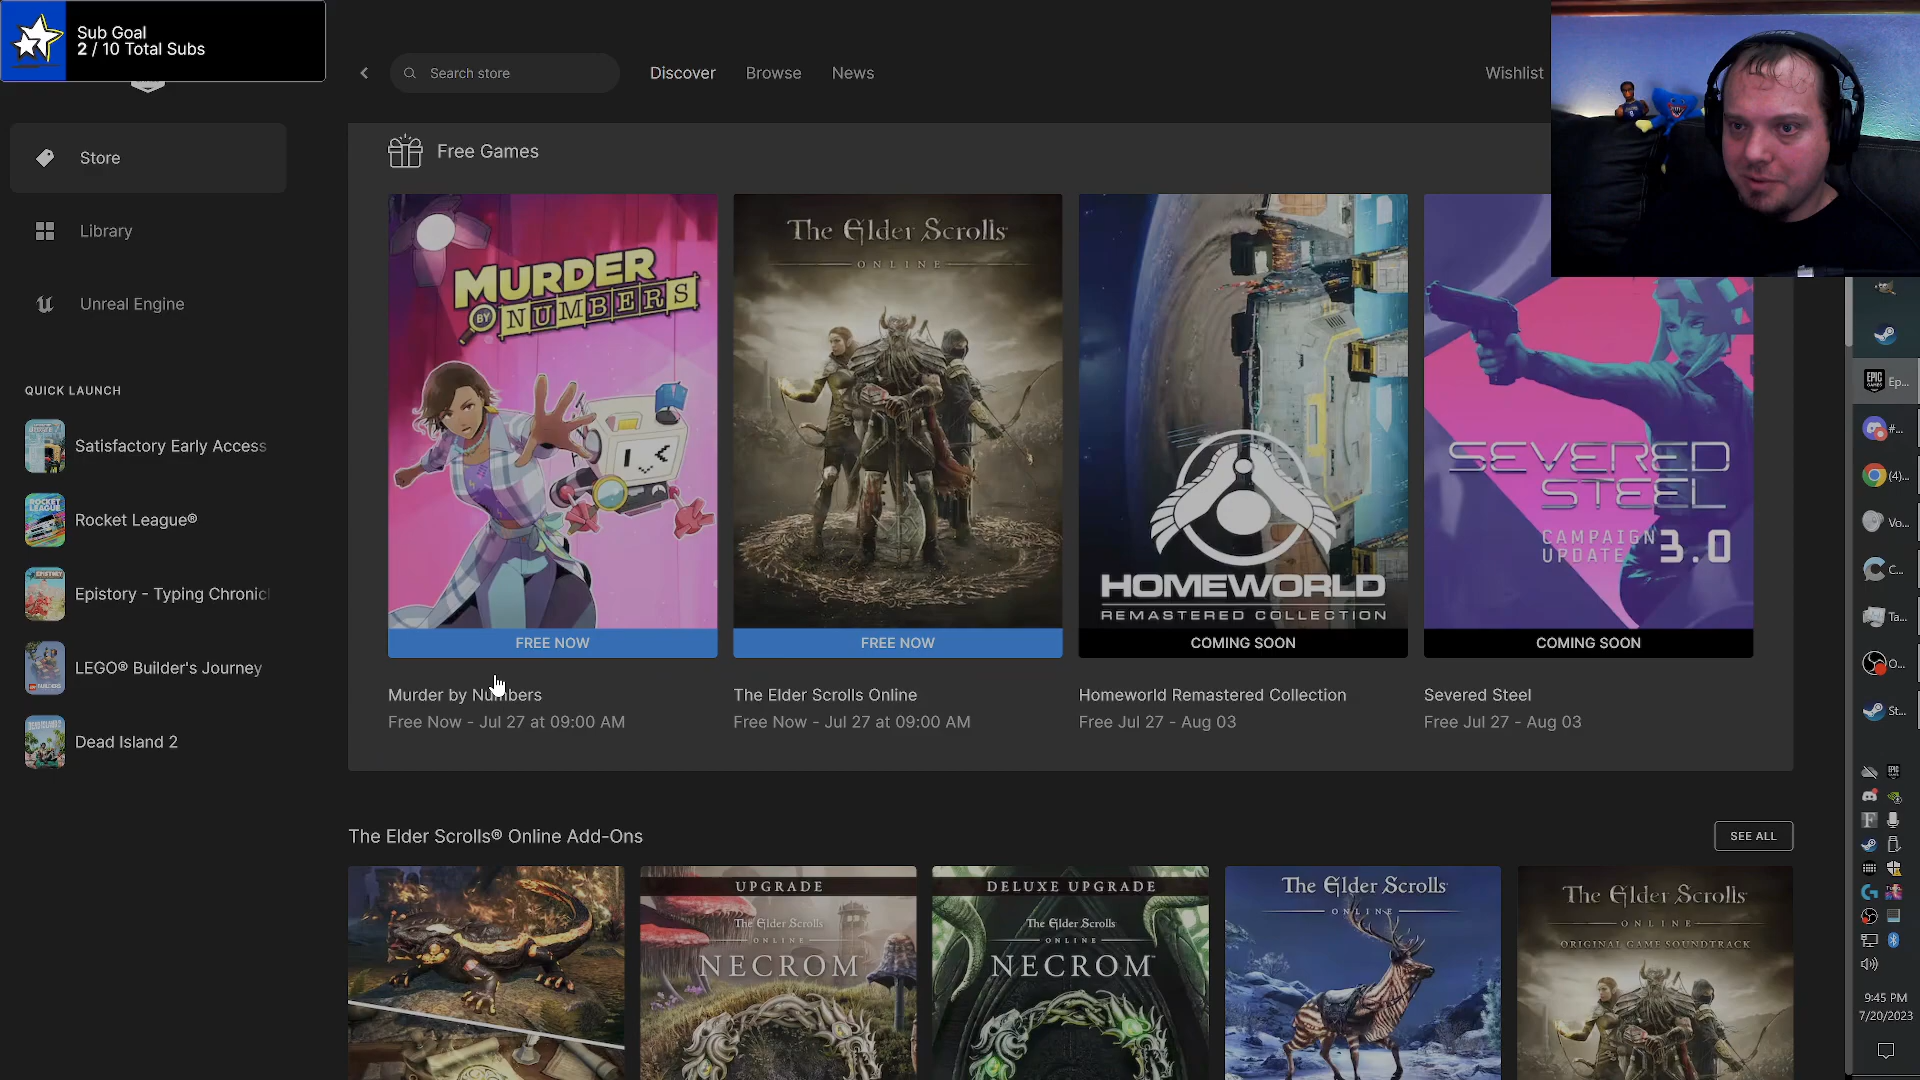 Sub Goal
2 / 10 Total Subs
Search store
Discover
Browse
News
Wishlist
Store
Library
Unreal Engine
QUICK LAUNCH
Satisfactory Early Access
Rocket League®
Epistory - Typing Chronicl
LEGO® Builder's Journey
Dead Island 2
Free Games
MURDER
BY NUMBERS
FREE NOW
Murder by Numbers
Free Now - Jul 27 at 09:00 AM
The Elder Scrolls
ONLINE
FREE NOW
The Elder Scrolls Online
Free Now - Jul 27 at 09:00 AM
HOMEWORLD
REMASTERED COLLECTION
COMING SOON
Homeworld Remastered Collection
Free Jul 27 - Aug 03
SEVERED
STEEL
CAMPAIGN
UPDATE 3.0
COMING SOON
Severed Steel
Free Jul 27 - Aug 03
The Elder Scrolls® Online Add-Ons
SEE ALL
UPGRADE
The Elder Scrolls
ONLINE
NECROM
DELUXE UPGRADE
The Elder Scrolls
ONLINE
NECROM
The Elder Scrolls
ONLINE
The Elder Scrolls
ONLINE
ORIGINAL GAME SOUNDTRACK
Ep...
#...
(4)...
Vo...
C...
Ta...
O...
St...
9:45 PM
7/20/2023